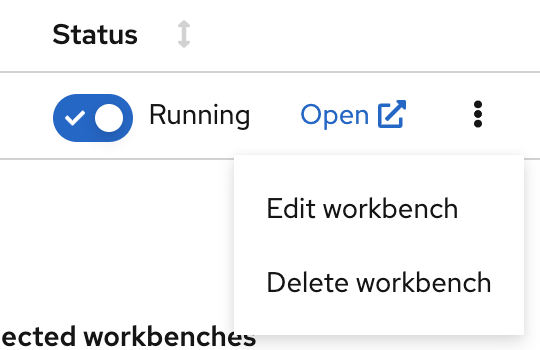 Status
Running Open
Edit workbench
Delete workbench
ected workbenches